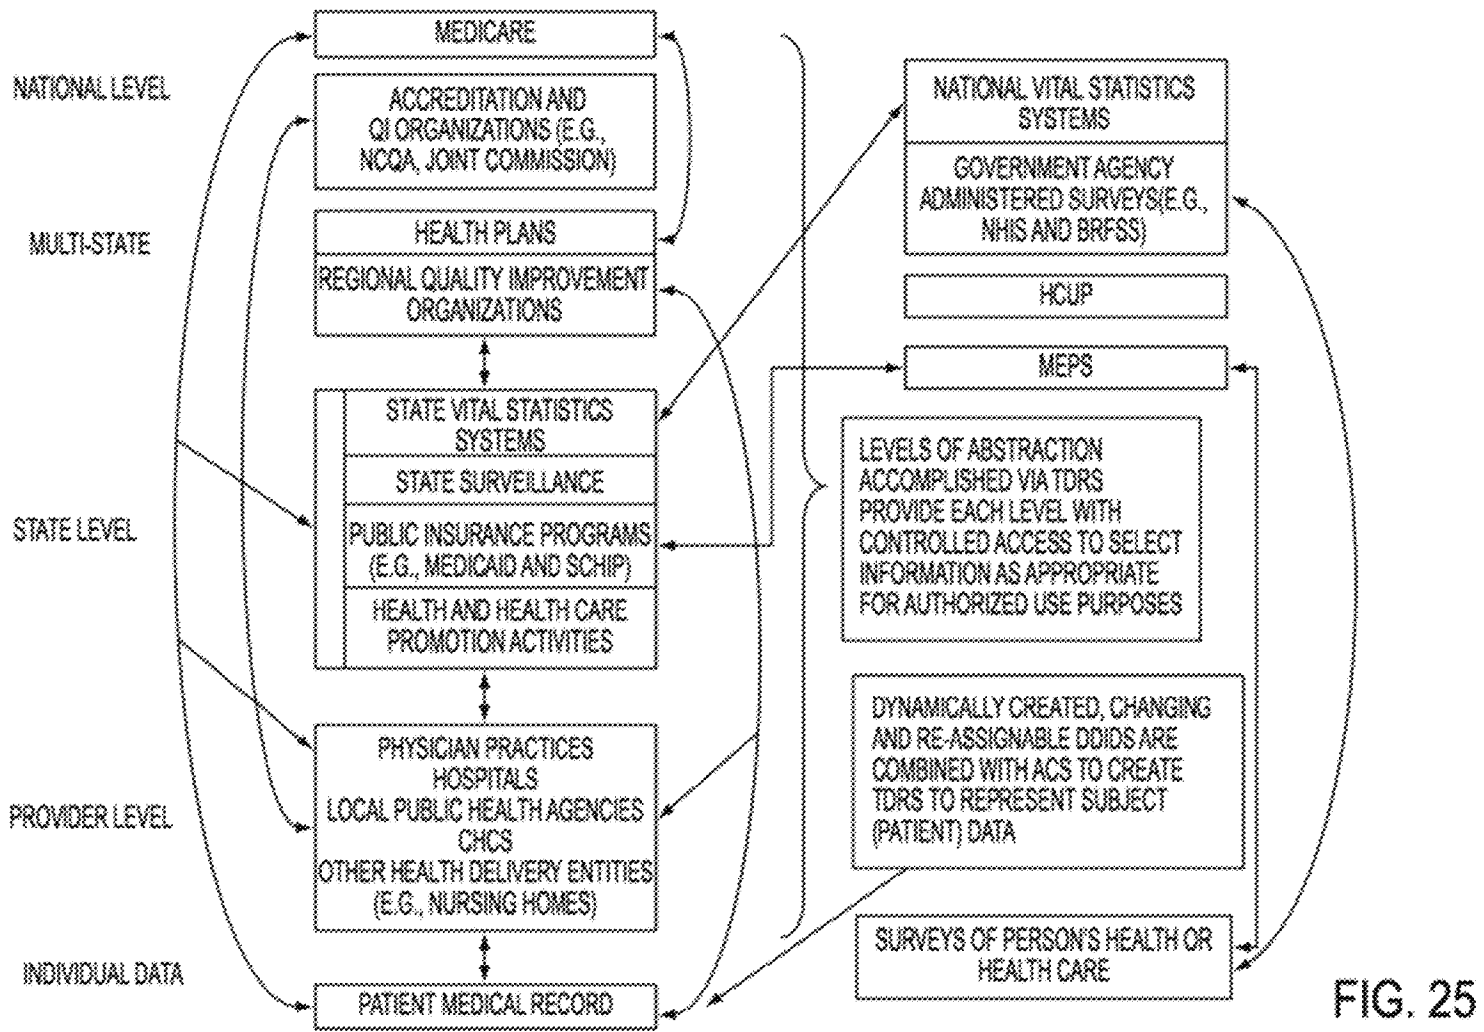 MEDICARE
NATIONAL LEVEL
ACCREDITATION AND
QI ORGANIZATIONS (E.G.,
NCQA, JOINT COMMISSION)
MULTI-STATE
HEALTH PLANS
REGIONAL QUALITY IMPROVEMENT
ORGANIZATIONS
STATE LEVEL
STATE VITAL STATISTICS
SYSTEMS
STATE SURVEILLANCE
PUBLIC INSURANCE PROGRAMS
(E.G., MEDICAID AND SCHIP)
HEALTH AND HEALTH CARE
PROMOTION ACTIVITIES
PROVIDER LEVEL
PHYSICIAN PRACTICES
HOSPITALS
LOCAL PUBLIC HEALTH AGENCIES
CHCS
OTHER HEALTH DELIVERY ENTITIES
(E.G., NURSING HOMES)
INDIVIDUAL DATA
PATIENT MEDICAL RECORD
NATIONAL VITAL STATISTICS
SYSTEMS
GOVERNMENT AGENCY
ADMINISTERED SURVEYS(E.G.,
NHIS AND BRFSS)
HCUP
MEPS
LEVELS OF ABSTRACTION
ACCOMPLISHED VIA TDRS
PROVIDE EACH LEVEL WITH
CONTROLLED ACCESS TO SELECT
INFORMATION AS APPROPRIATE
FOR AUTHORIZED USE PURPOSES
DYNAMICALLY CREATED, CHANGING
AND RE-ASSIGNABLE DDIDS ARE
COMBINED WITH ACS TO CREATE
TDRS TO REPRESENT SUBJECT
(PATIENT) DATA
SURVEYS OF PERSON'S HEALTH OR
HEALTH CARE
FIG. 25